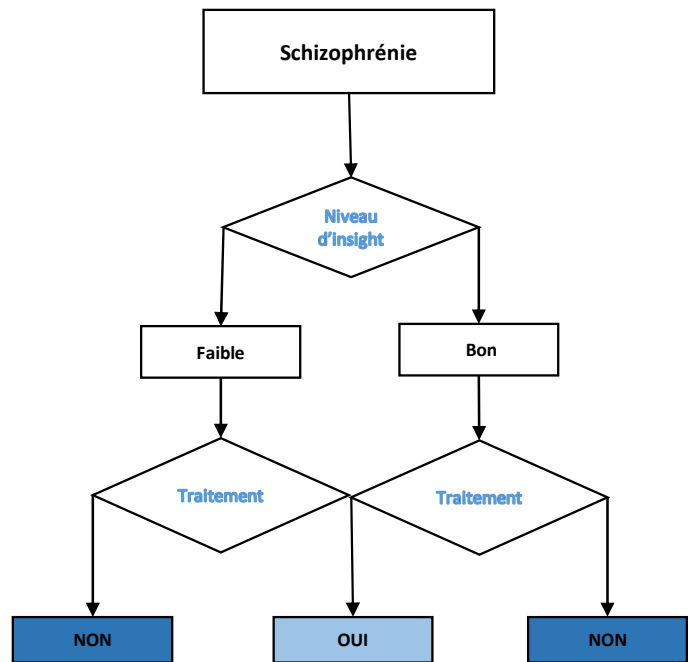 Schizophrénie
Niveau
d’insight
Faible
Bon
Traitement
Traitement
NON
OUI
NON